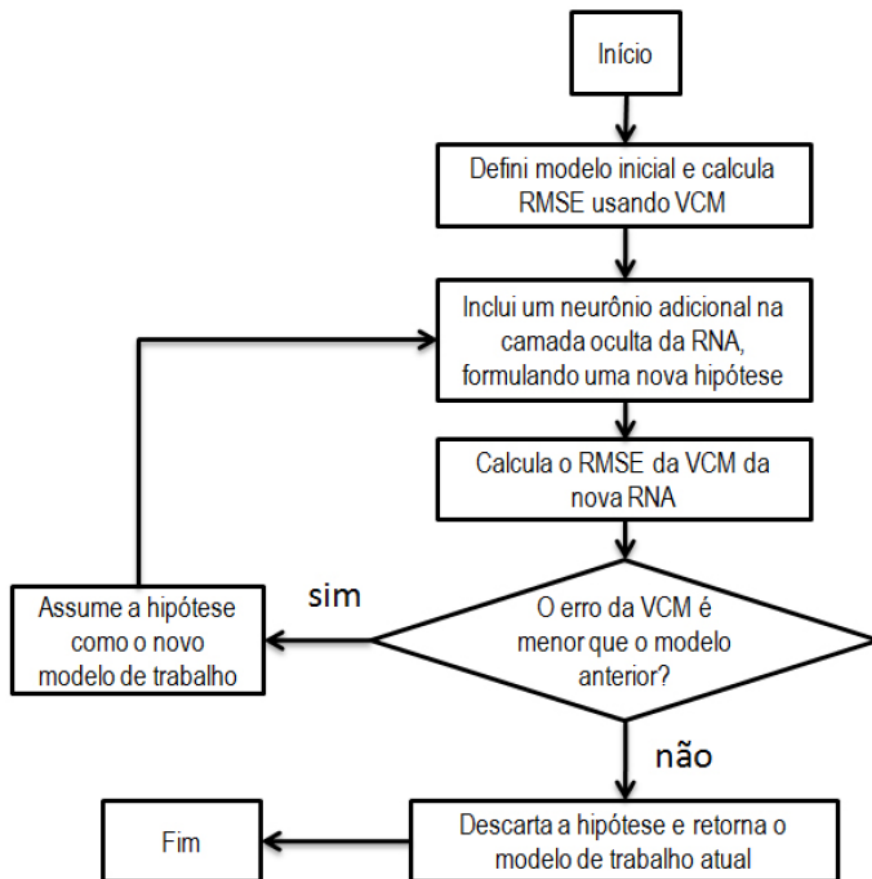 Início
Defini modelo inicial e calcula
RMSE usando VCM
Inclui um neurônio adicional na
camada oculta da RNA,
formulando uma nova hipótese
Calcula o RMSE da VCM da
nova RNA
O erro da VCM é
menor que o modelo
anterior?
sim
Assume a hipótese
como o novo
modelo de trabalho
não
Descarta a hipótese e retorna o
modelo de trabalho atual
Fim